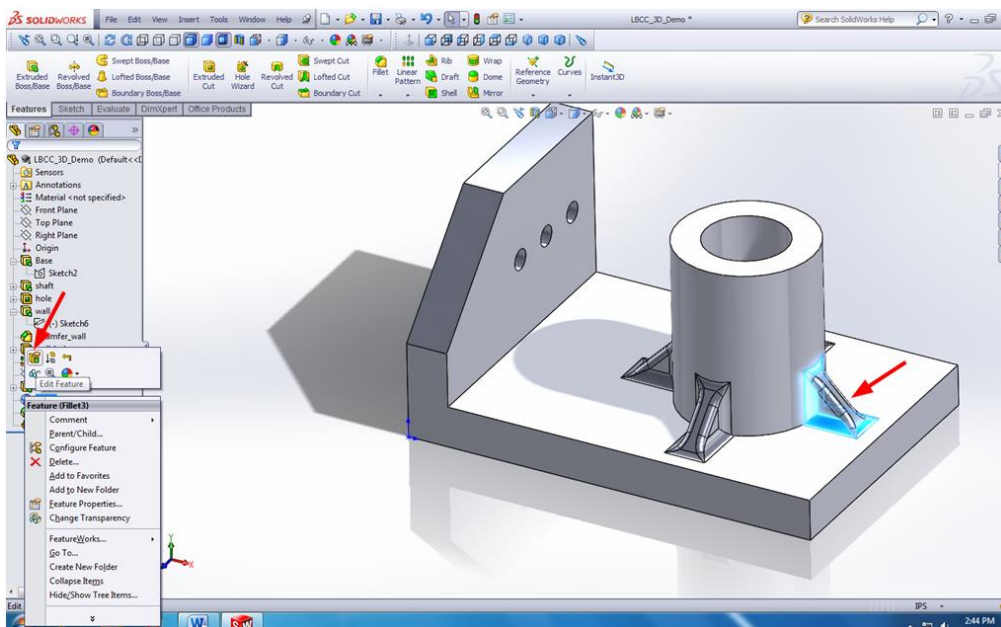 SOLIDWORKS File Edit View Insert Tools Window Help LBCC_3D_Demo * Search SolidWorks Help
Extruded Boss/Base
Revolved Boss/Base
Swept Boss/Base
Lofted Boss/Base
Boundary Boss/Base
Extruded Cut
Hole Wizard
Revolved Cut
Swept Cut
Lofted Cut
Boundary Cut
Fillet
Linear Pattern
Rib
Draft
Shell
Wrap
Dome
Mirror
Reference Geometry
Curves
Instant3D
Features Sketch Evaluate DimXpert Office Products
LBCC_3D_Demo (Default<<D
Sensors
Annotations
Material <not specified>
Front Plane
Top Plane
Right Plane
Origin
Base
Sketch2
shaft
hole
wall
(-) Sketch6
mfer_wall
Edit Feature
Feature (Fillet3)
Comment
Parent/Child...
Configure Feature
Delete...
Add to Favorites
Add to New Folder
Feature Properties...
Change Transparency
FeatureWorks...
Go To...
Create New Folder
Collapse Items
Hide/Show Tree Items...
Edit
IPS
2:44 PM